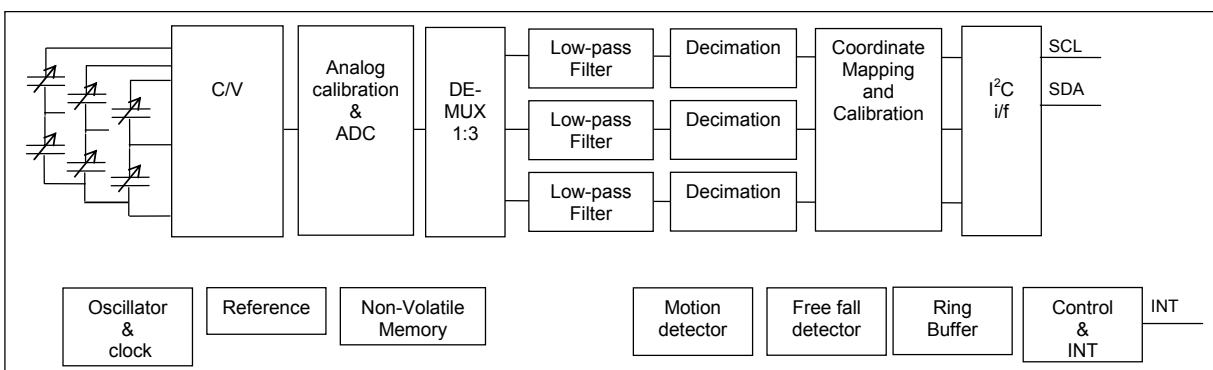 C/V
Analog
calibration
&
ADC
DE-
MUX
1:3
Low-pass
Filter
Decimation
Low-pass
Filter
Decimation
Low-pass
Filter
Decimation
Coordinate
Mapping
and
Calibration
I²C
i/f
SCL
SDA
Oscillator
&
clock
Reference
Non-Volatile
Memory
Motion
detector
Free fall
detector
Ring
Buffer
Control
&
INT
INT